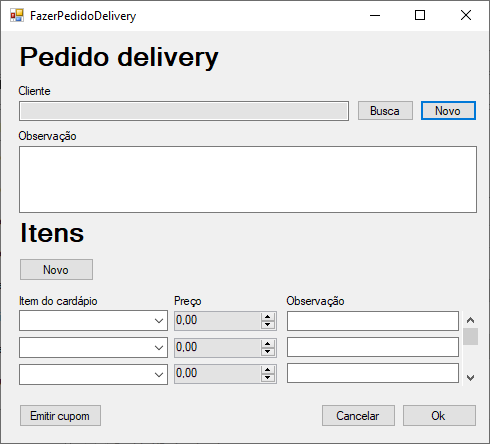 FazerPedidoDelivery
Pedido delivery
Cliente
Busca Novo
Observação
Itens
Novo
Item do cardápio Preço Observação
0,00
0,00
0,00
Emitir cupom Cancelar Ok